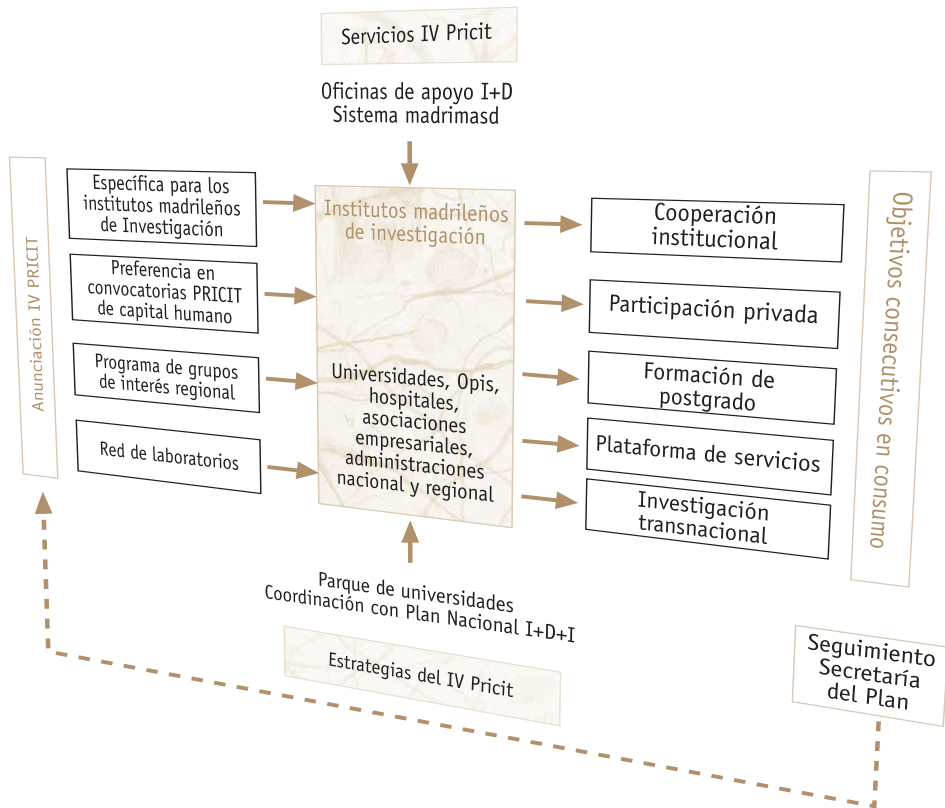 Servicios IV Pricit
Oficinas de apoyo I+D
Sistema madrimasd
Anunciación IV PRICIT
Específica para los
institutos madrileños
de Investigación
Preferencia en
convocatorias PRICIT
de capital humano
Programa de grupos
de interés regional
Red de laboratorios
Institutos madrileños
de investigación
Universidades, Opis,
hospitales,
asociaciones
empresariales,
administraciones
nacional y regional
Cooperación
institucional
Participación privada
Formación de
postgrado
Plataforma de servicios
Investigación
transnacional
Objetivos consecutivos en consumo
Parque de universidades
Coordinación con Plan Nacional I+D+I
Estrategias del IV Pricit
Seguimiento
Secretaría
del Plan